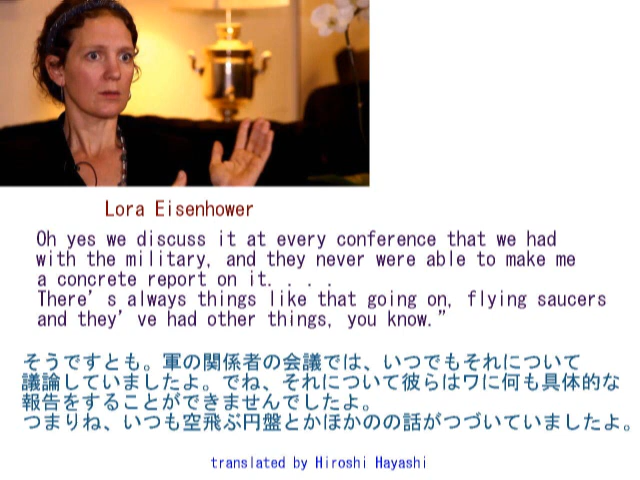 Lora Eisenhower
Oh yes we discuss it at every conference that we had
with the military, and they never were able to make me
a concrete report on it. . . .
There's always things like that going on, flying saucers
and they've had other things, you know.”
そうですとも。軍の関係者の会議では、いつでもそれについて
議論していましたよ。でね、それについて彼らはワに何も具体的な
報告をすることができませんでしたよ。
つまりね、いつも空飛ぶ円盤とかほかのの話がつづいていましたよ。
translated by Hiroshi Hayashi